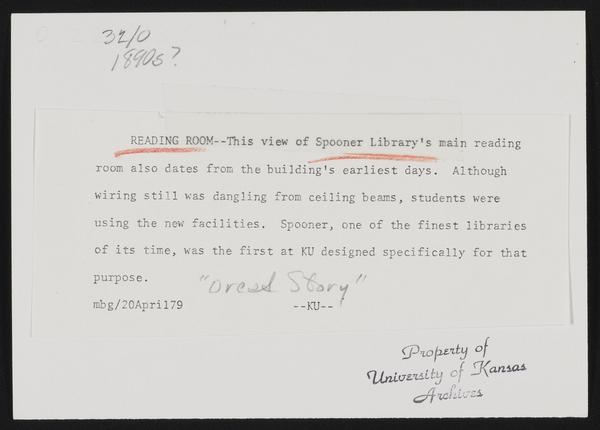 32/0
1890s?
READING ROOM--This view of Spooner Library's main reading
room also dates from the building's earliest days.  Although
wiring still was dangling from ceiling beams, students were
using the new facilities.  Spooner, one of the finest libraries
of its time, was the first at KU designed specifically for that
purpose.
"Dress Story"
mbg/20April79 --KU--
Property of
University of Kansas
Archives